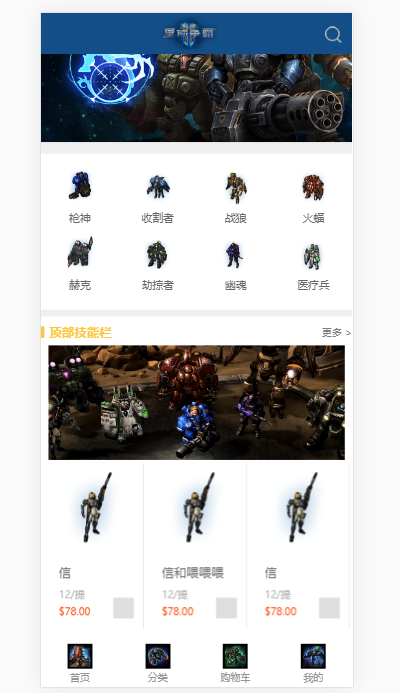 星际争霸
枪神 收割者 战狼 火蝠
赫克 劫掠者 幽魂 医疗兵
顶部技能栏 更多 >
信 信和喂喂喂 信
12/提 12/提 12/提
$78.00 $78.00 $78.00
首页 分类 购物车 我的